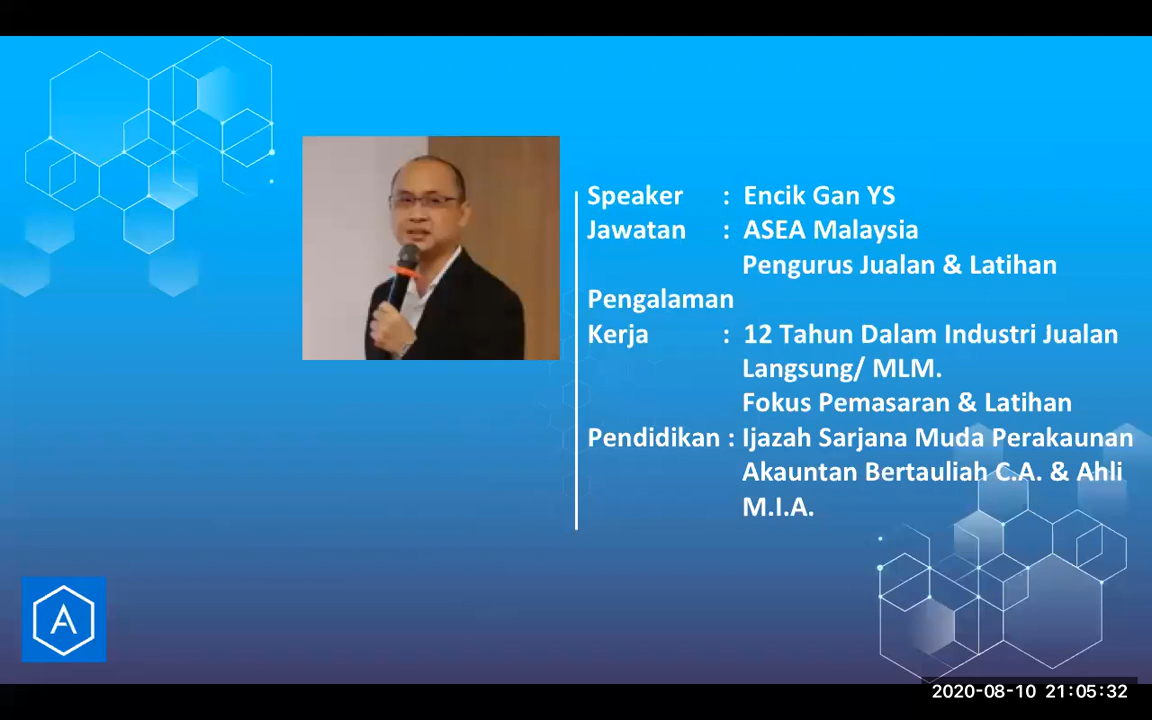 Speaker : Encik Gan YS
Jawatan : ASEA Malaysia
Pengurus Jualan & Latihan
Pengalaman
Kerja : 12 Tahun Dalam Industri Jualan
Langsung/ MLM.
Fokus Pemasaran & Latihan
Pendidikan : Ijazah Sarjana Muda Perakaunan
Akauntan Bertauliah C.A. & Ahli
M.I.A.
A
2020-08-10 21:05:32